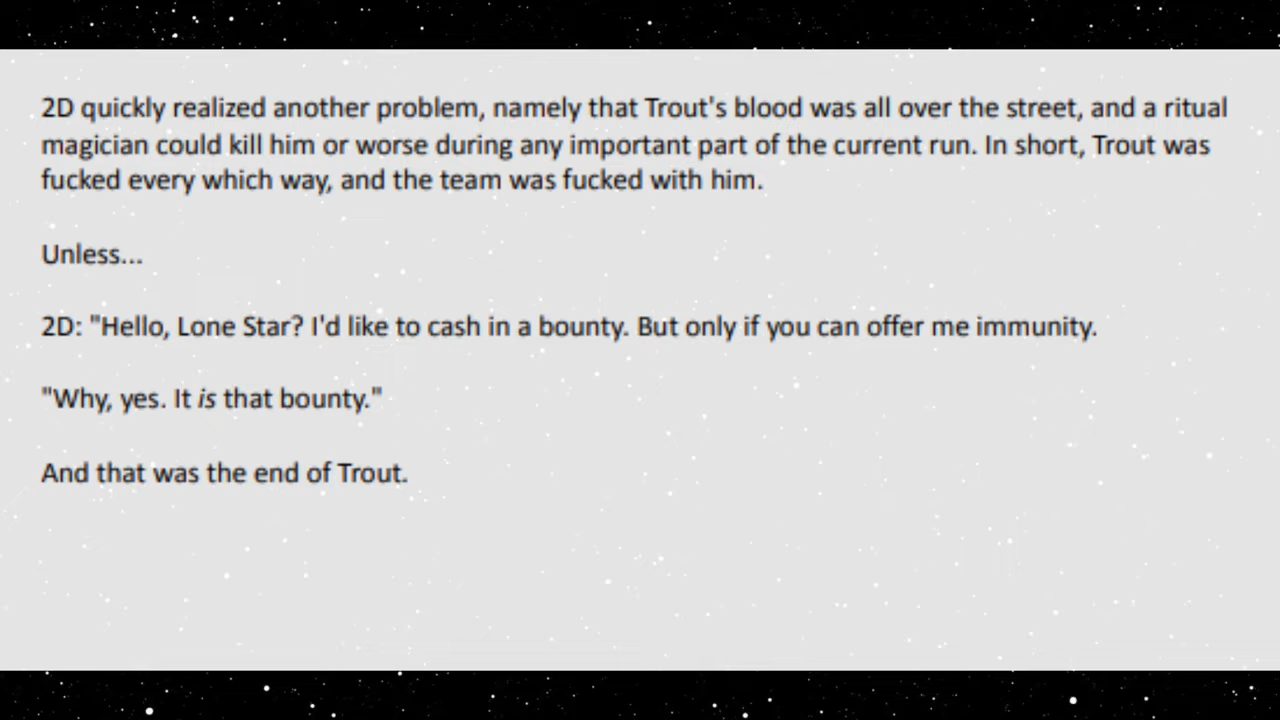 2D quickly realized another problem, namely that Trout's blood was all over the street, and a ritual
magician could kill him or worse during any important part of the current run. In short, Trout was
fucked every which way, and the team was fucked with him.
Unless...
2D: "Hello, Lone Star? I'd like to cash in a bounty. But only if you can offer me immunity.
"Why, yes. It is that bounty."
And that was the end of Trout.